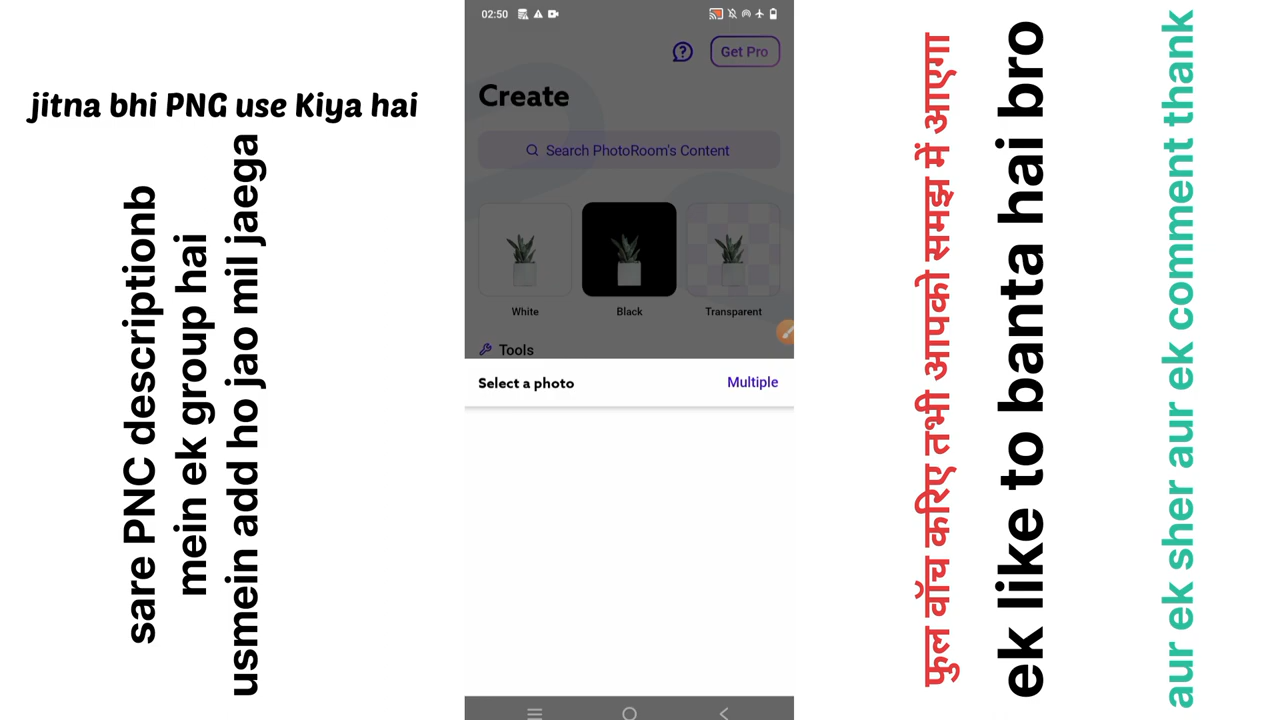 jitna bhi PNG use Kiya hai
sare PNC descriptionb
mein ek group hai
usmein add ho jao mil jaega
02:50
Get Pro
Create
Search PhotoRoom's Content
White
Black
Transparent
Tools
Select a photo
Multiple
फुल वॉच करिए तभी आपको समझ में आएगा
ek like to banta hai bro
aur ek sher aur ek comment thank